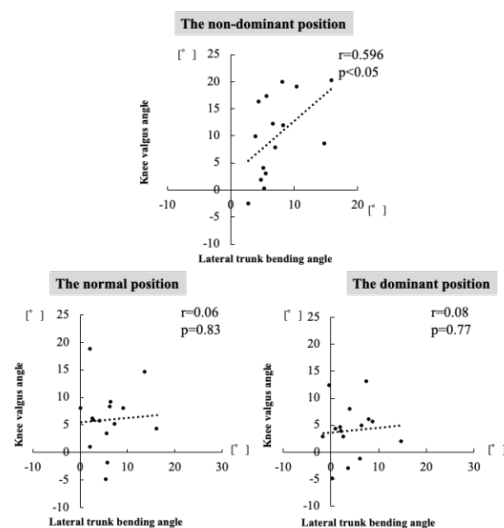 The non-dominant position
[° ]
r=0.596
p<0.05
Knee valgus angle
25
20
15
10
5
0
-5
-10
-10
0
10
20
[° ]
Lateral trunk bending angle
The normal position
[° ]
r=0.06
p=0.83
Knee valgus angle
25
20
15
10
5
0
-5
-10
-10
0
10
20
[° ]
Lateral trunk bending angle
The dominant position
[° ]
r=0.08
p=0.77
Knee valgus angle
25
20
15
10
5
0
-5
-10
-10
0
10
20
[° ]
Lateral trunk bending angle